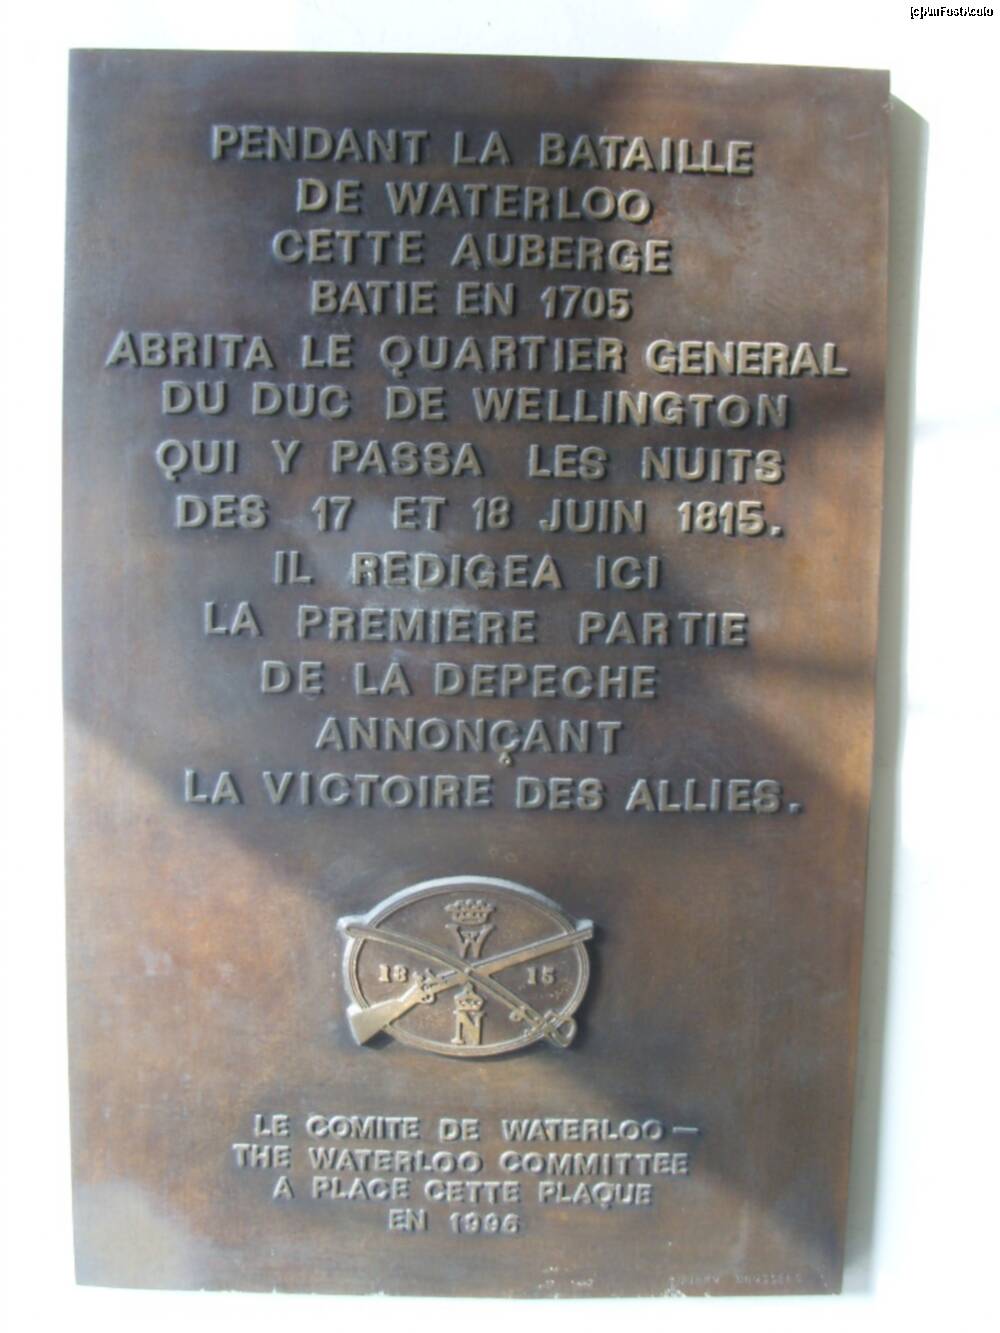 PENDANT LA BATAILLE
DE WATERLOO
CETTE AUBERGE
BATIE EN 1705
ABRITA LE QUARTIER GENERAL
DU DUC DE WELLINGTON
QUI Y PASSA LES NUITS
DES 17 ET 18 JUIN 1815.
IL REDIGEA ICI
LA PREMIERE PARTIE
DE LA DEPECHE
ANNONÇANT
LA VICTOIRE DES ALLIES.
W
18 15
N
LE COMITE DE WATERLOO —
THE WATERLOO COMMITTEE
A PLACE CETTE PLAQUE
EN 1996